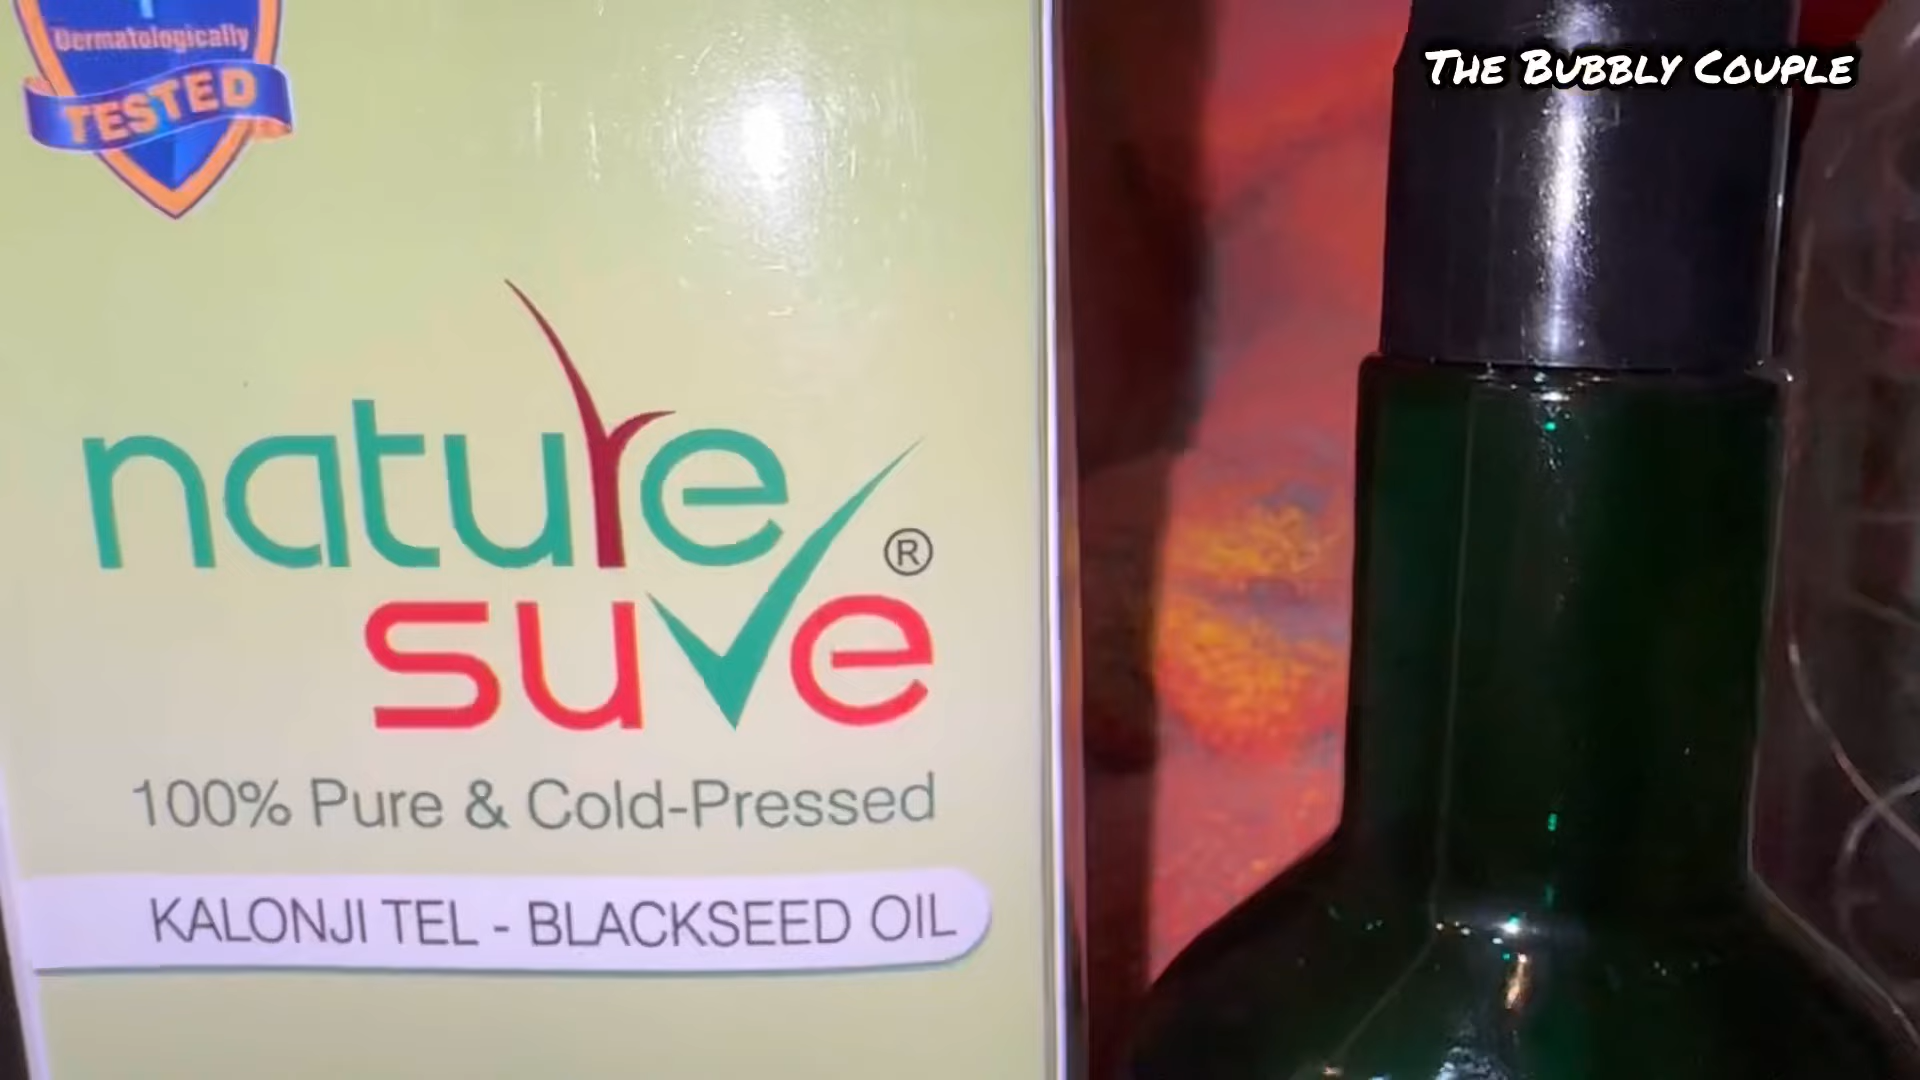 Dermatologically
TESTED
THE BUBBLY COUPLE
nature
sure
®
100% Pure & Cold-Pressed
KALONJI TEL - BLACKSEED OIL